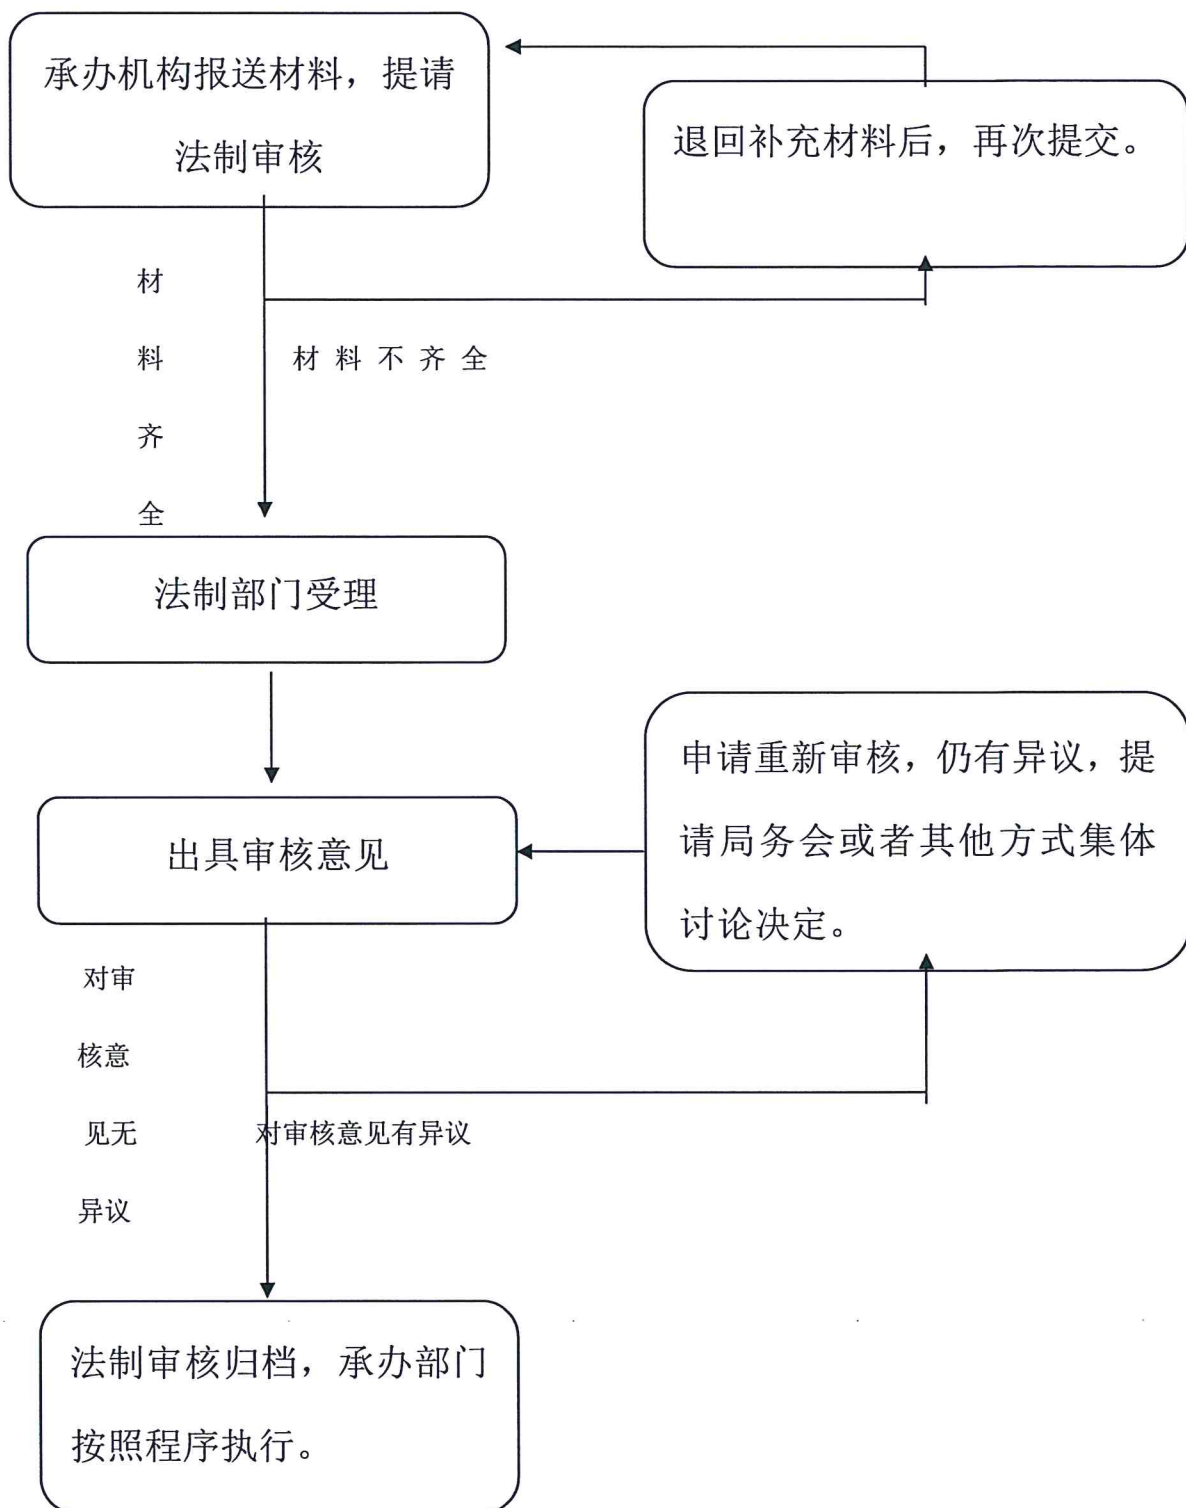 承办机构报送材料，提请
法制审核
退回补充材料后，再次提交。
材
料
齐
全
材料不齐全
法制部门受理
出具审核意见
申请重新审核，仍有异议，提
请局务会或者其他方式集体
讨论决定。
对审
核意
见无
异议
对审核意见有异议
法制审核归档，承办部门
按照程序执行。